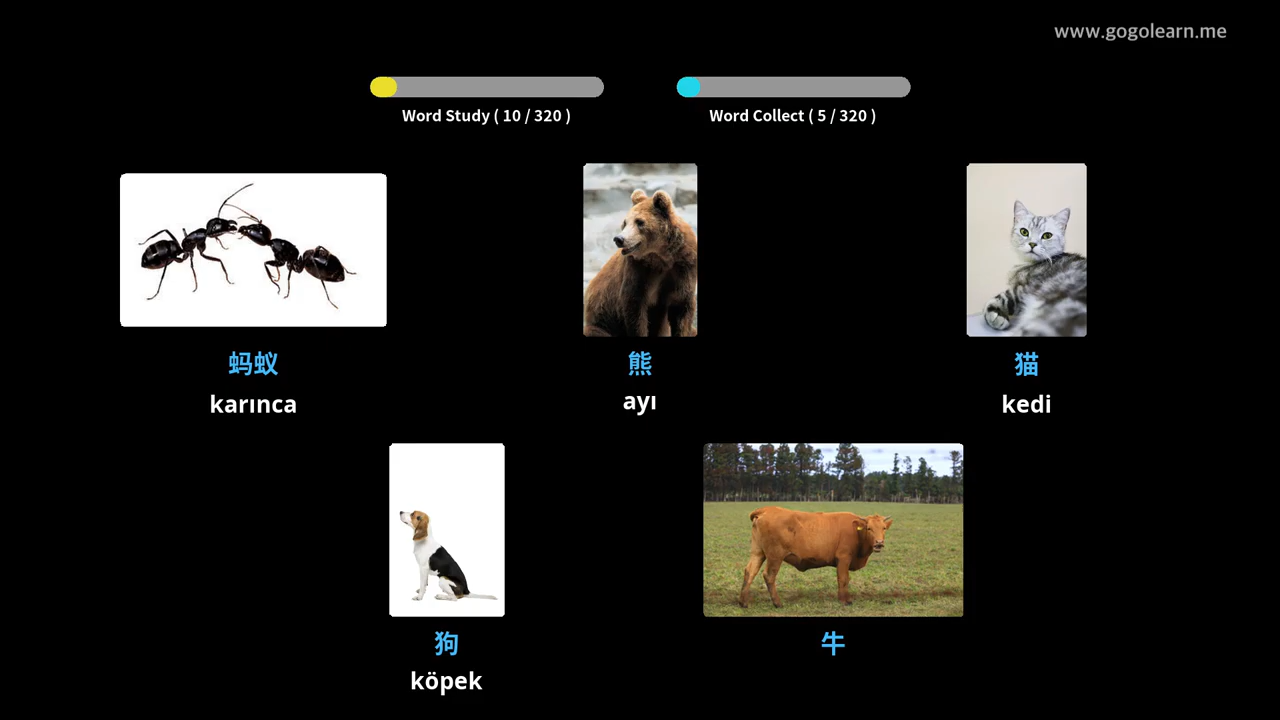 www.gogolearn.me
Word Study ( 10 / 320 )
Word Collect ( 5 / 320 )
蚂蚁
karınca
熊
ayı
猫
kedi
狗
köpek
牛